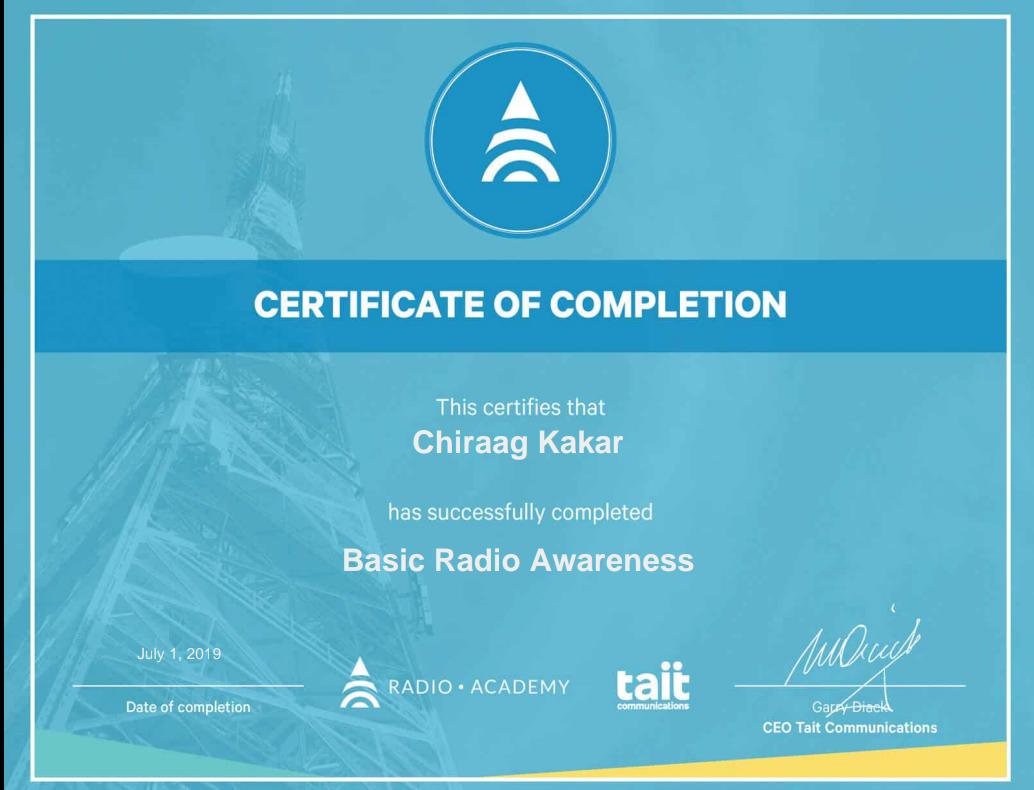 CERTIFICATE OF COMPLETION
This certifies that
Chiraag Kakar
has successfully completed
Basic Radio Awareness
July 1, 2019
Date of completion
RADIO • ACADEMY
tait
communications
Garry Diack
CEO Tait Communications